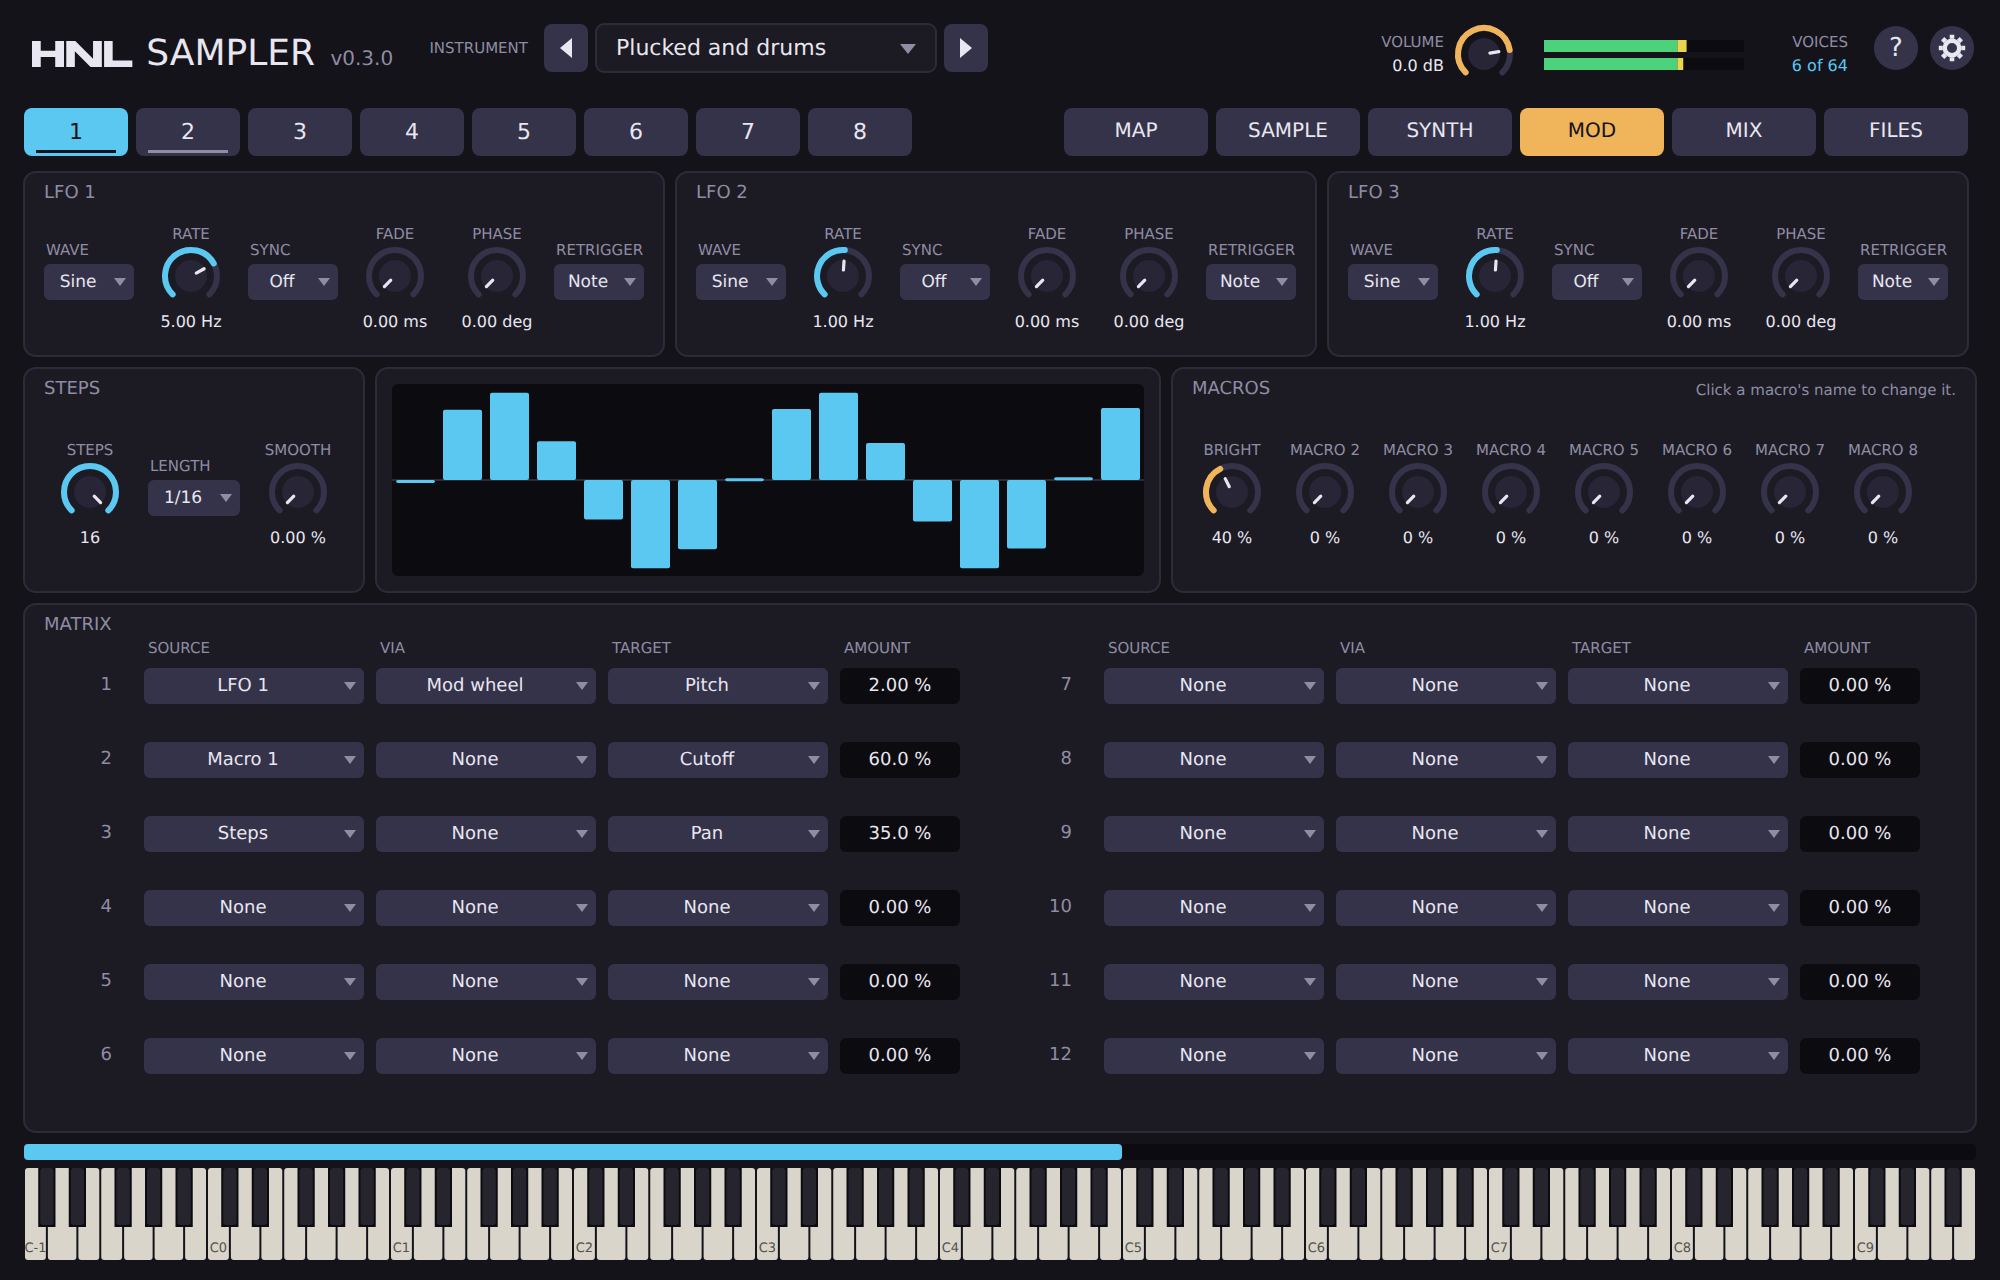 HNL SAMPLER v0.3.0 INSTRUMENT Plucked and drums VOLUME 0.0 dB VOICES 6 of 64 ?
1 2 3 4 5 6 7 8 MAP SAMPLE SYNTH MOD MIX FILES
LFO 1
WAVE RATE SYNC FADE PHASE RETRIGGER
Sine Off Note
5.00 Hz 0.00 ms 0.00 deg
LFO 2
WAVE RATE SYNC FADE PHASE RETRIGGER
Sine Off Note
1.00 Hz 0.00 ms 0.00 deg
LFO 3
WAVE RATE SYNC FADE PHASE RETRIGGER
Sine Off Note
1.00 Hz 0.00 ms 0.00 deg
STEPS
STEPS LENGTH SMOOTH
1/16
16 0.00 %
MACROS Click a macro's name to change it.
BRIGHT MACRO 2 MACRO 3 MACRO 4 MACRO 5 MACRO 6 MACRO 7 MACRO 8
40 % 0 % 0 % 0 % 0 % 0 % 0 % 0 %
MATRIX
SOURCE VIA TARGET AMOUNT SOURCE VIA TARGET AMOUNT
1 LFO 1 Mod wheel Pitch 2.00 % 7 None None None 0.00 %
2 Macro 1 None Cutoff 60.0 % 8 None None None 0.00 %
3 Steps None Pan 35.0 % 9 None None None 0.00 %
4 None None None 0.00 % 10 None None None 0.00 %
5 None None None 0.00 % 11 None None None 0.00 %
6 None None None 0.00 % 12 None None None 0.00 %
C-1 C0 C1 C2 C3 C4 C5 C6 C7 C8 C9